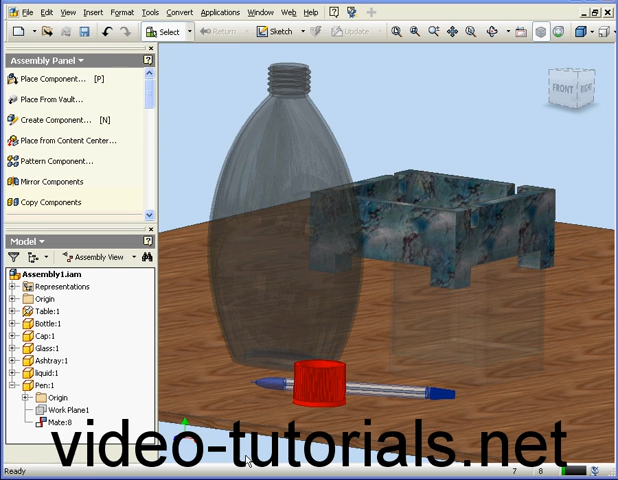 File Edit View Insert Format Tools Convert Applications Window Web Help
Select Return Sketch Update
Assembly Panel
Place Component... [P]
Place From Vault...
Create Component... [N]
Place from Content Center...
Pattern Component...
Mirror Components
Copy Components
Model
Assembly View
Assembly1.iam
Representations
Origin
Table:1
Bottle:1
Cap:1
Glass:1
Ashtray:1
liquid:1
Pen:1
Origin
Work Plane1
Mate:8
FRONT RIGHT
video-tutorials.net
Ready 7 8